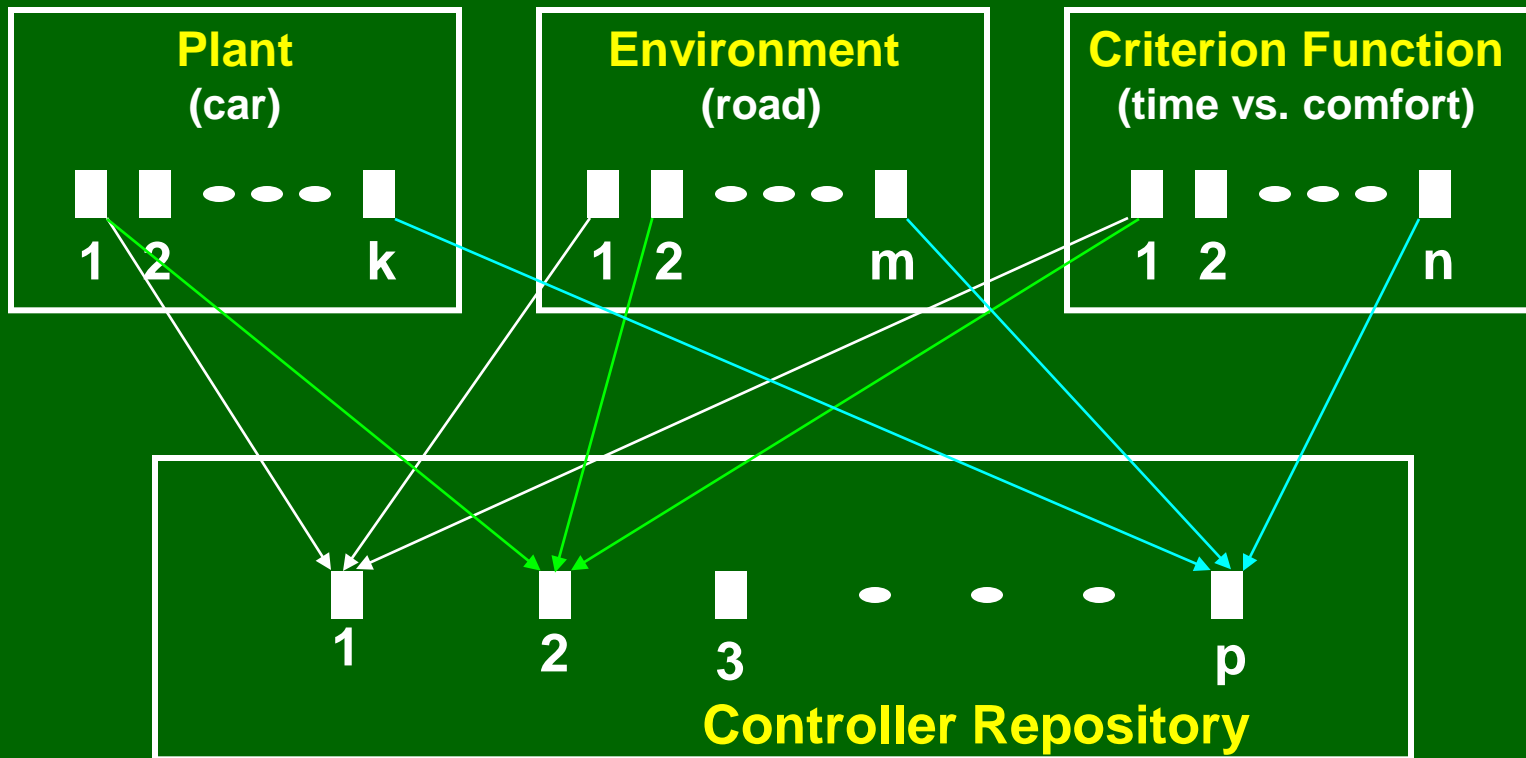 Plant
(car)
1 2 k
Environment
(road)
1 2 m
Criterion Function
(time vs. comfort)
1 2 n
1 2 3 p
Controller Repository